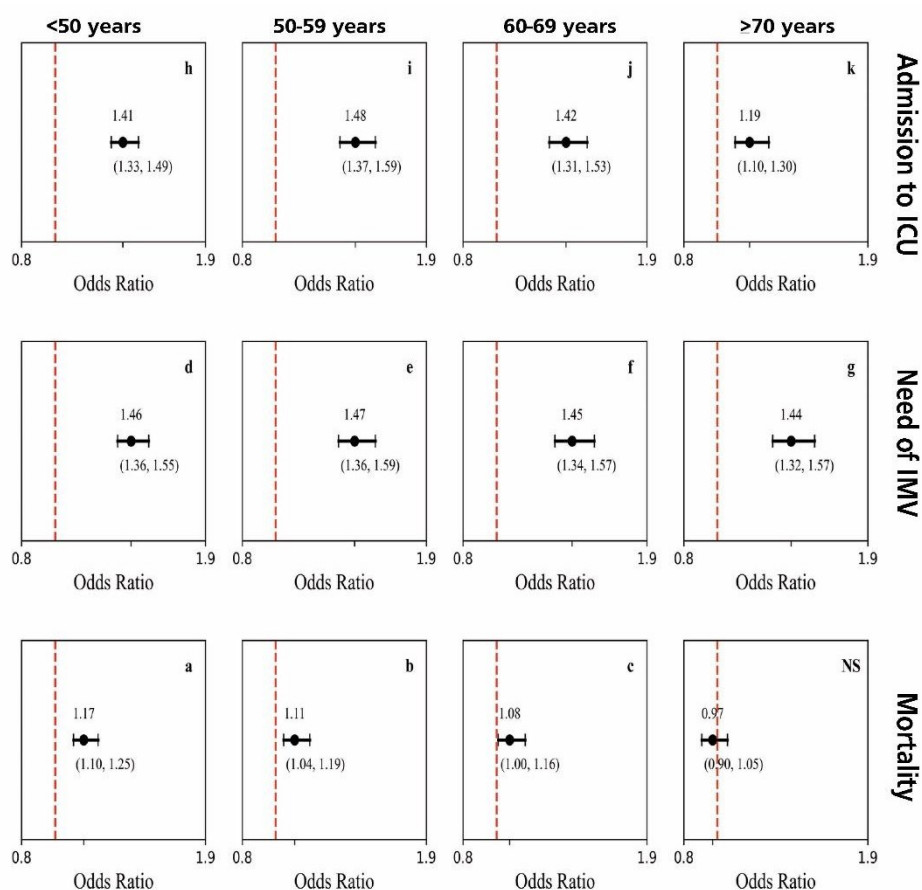 <50 years 50-59 years 60-69 years ≥70 years
h i j k
1.41 1.48 1.42 1.19
(1.33, 1.49) (1.37, 1.59) (1.31, 1.53) (1.10, 1.30)
Admission to ICU
0.8 1.9 0.8 1.9 0.8 1.9 0.8 1.9
Odds Ratio Odds Ratio Odds Ratio Odds Ratio
d e f g
1.46 1.47 1.45 1.44
(1.36, 1.55) (1.36, 1.59) (1.34, 1.57) (1.32, 1.57)
Need of IMV
0.8 1.9 0.8 1.9 0.8 1.9 0.8 1.9
Odds Ratio Odds Ratio Odds Ratio Odds Ratio
a b c NS
1.17 1.11 1.08 0.97
(1.10, 1.25) (1.04, 1.19) (1.00, 1.16) (0.90, 1.05)
Mortality
0.8 1.9 0.8 1.9 0.8 1.9 0.8 1.9
Odds Ratio Odds Ratio Odds Ratio Odds Ratio